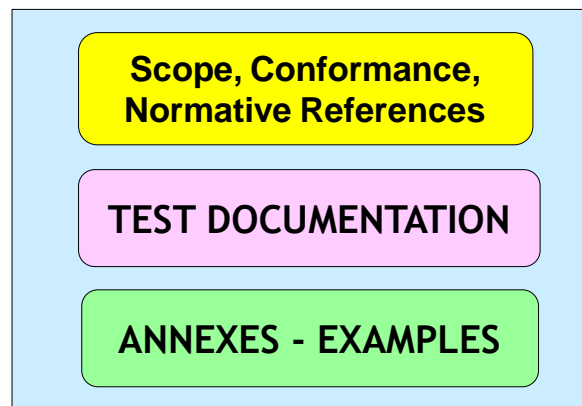 Scope, Conformance,
Normative References
TEST DOCUMENTATION
ANNEXES - EXAMPLES